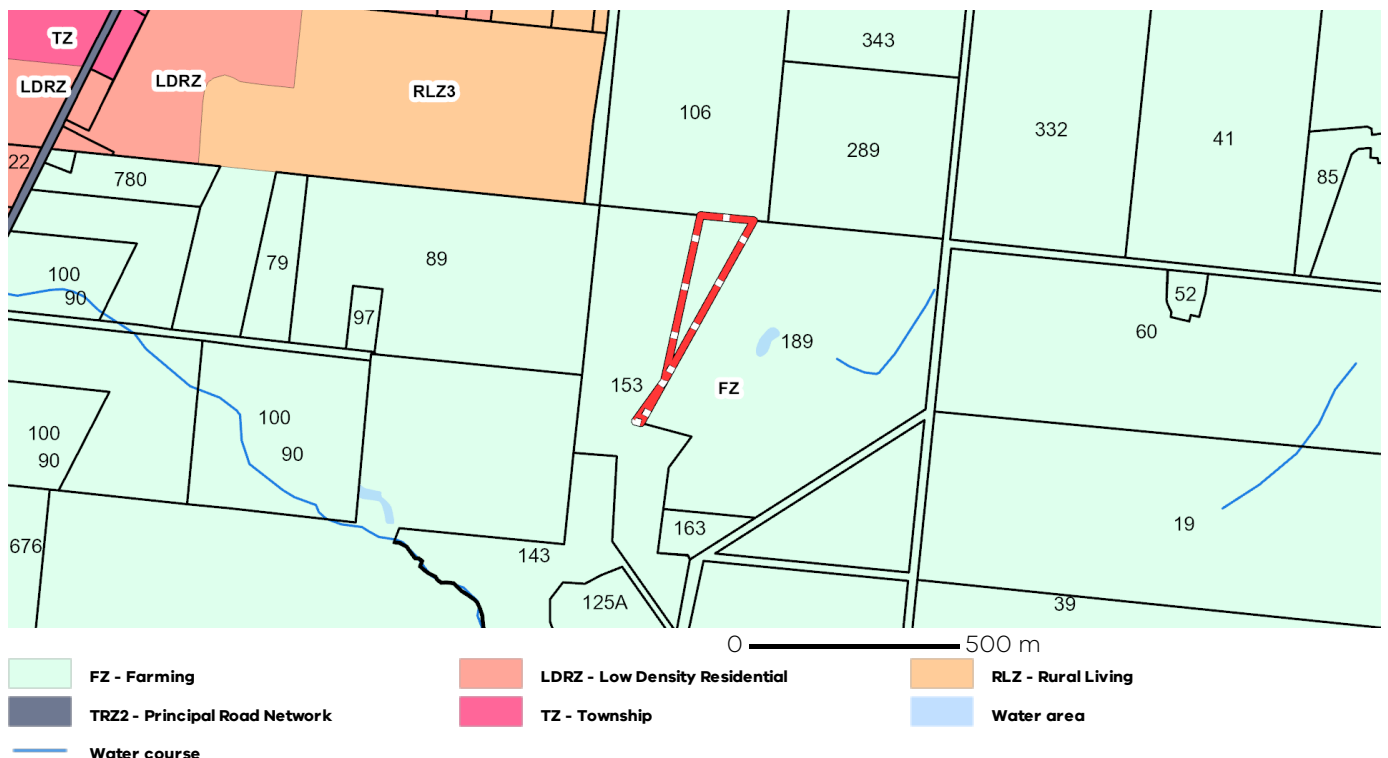 TZ
343
LDRZ
LDRZ
RLZ3
106
332
41
289
22
780
85
79
89
100
90
52
97
189
60
153
FZ
100
90
100
90
163
19
676
143
125A
39
0 500 m
FZ - Farming
LDRZ - Low Density Residential
RLZ - Rural Living
TRZ2 - Principal Road Network
TZ - Township
Water area
Water course